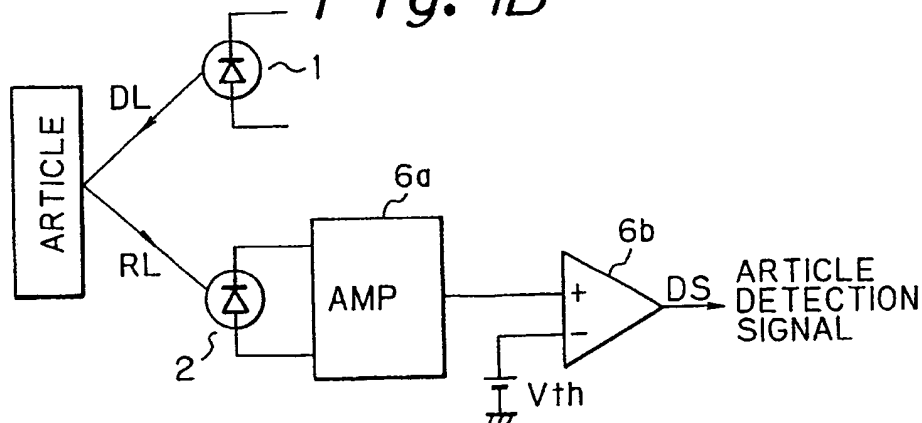 Fig. 1B
1
DL
ARTICLE
RL
2
6a
AMP
6b
+
-
DS
ARTICLE
DETECTION
SIGNAL
Vth